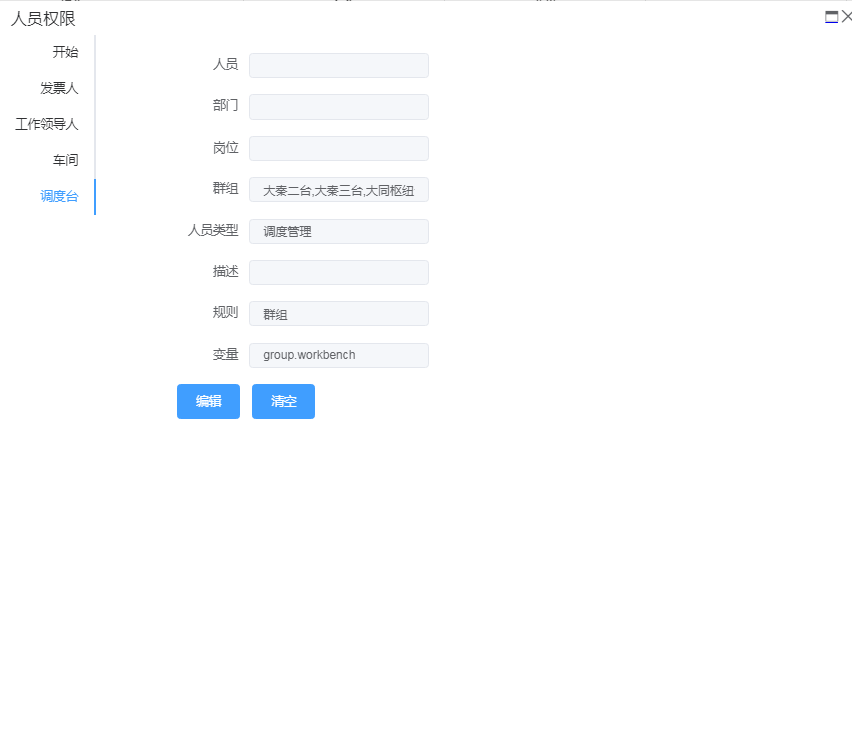 人员权限
开始
发票人
工作领导人
车间
调度台
人员
部门
岗位
群组 大秦二台,大秦三台,大同枢纽
人员类型 调度管理
描述
规则 群组
变量 group.workbench
编辑 清空